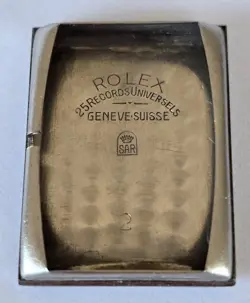 ROLEX
25 RECORDS UNIVERSELS
GENEVE·SUISSE
SAR
2